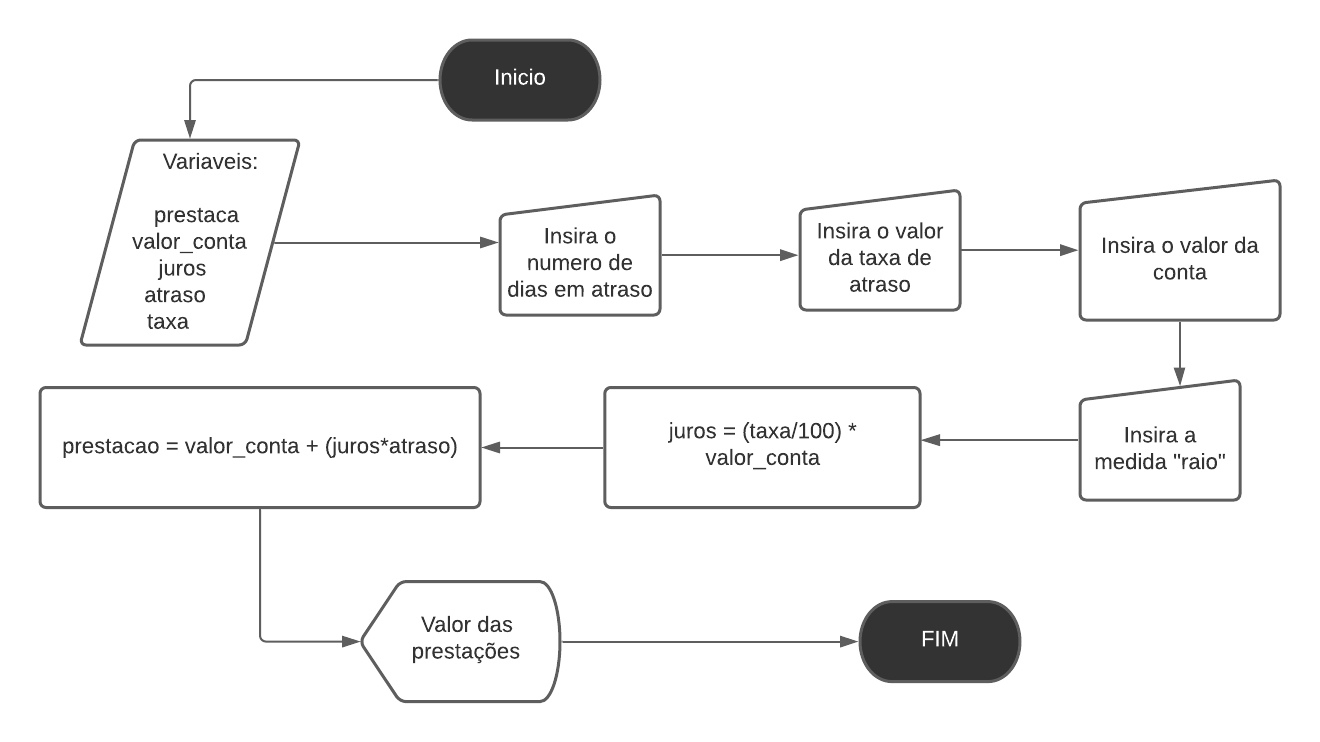 Inicio
Variaveis:
prestaca
valor_conta
juros
atraso
taxa
Insira o
numero de
dias em atraso
Insira o valor
da taxa de
atraso
Insira o valor da
conta
Insira a
medida "raio"
juros = (taxa/100) *
valor_conta
prestacao = valor_conta + (juros*atraso)
Valor das
prestações
FIM